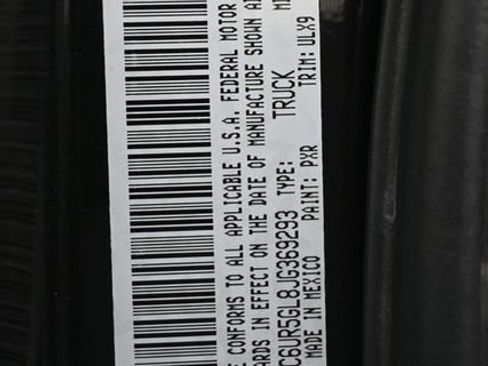 E CONFORMS TO ALL APPLICABLE U.S.A. FEDERAL MOTOR
ARDS IN EFFECT ON THE DATE OF MANUFACTURE SHOWN A
C6UR5GL8JG369293 TYPE: TRUCK
MADE IN MEXICO PAINT: PXR TRIM: ULX9